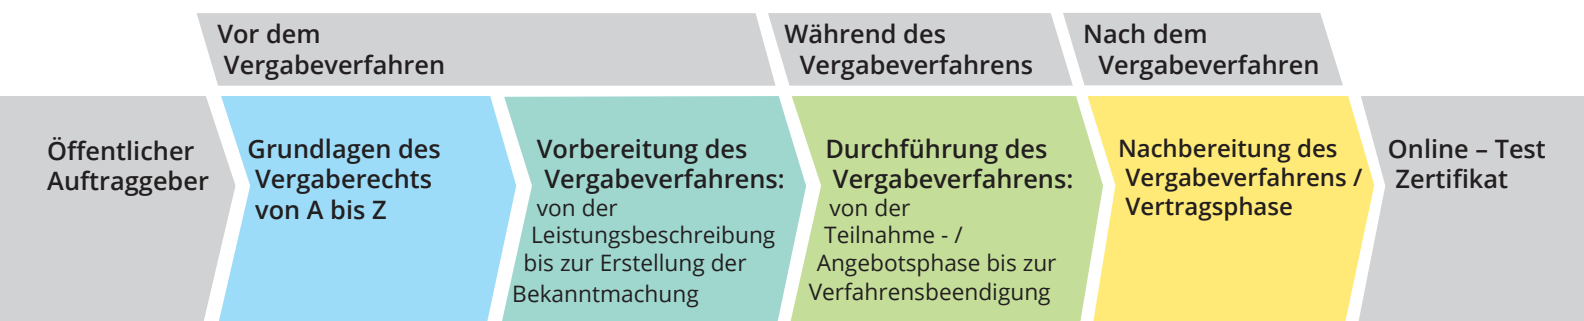 Vor dem
Vergabeverfahren
Während des
Vergabeverfahrens
Nach dem
Vergabeverfahren
Öffentlicher
Auftraggeber
Grundlagen des
Vergaberechts
von A bis Z
Vorbereitung des
Vergabeverfahrens:
von der
Leistungsbeschreibung
bis zur Erstellung der
Bekanntmachung
Durchführung des
Vergabeverfahrens:
von der
Teilnahme - /
Angebotsphase bis zur
Verfahrensbeendigung
Nachbereitung des
Vergabeverfahrens /
Vertragsphase
Online – Test
Zertifikat